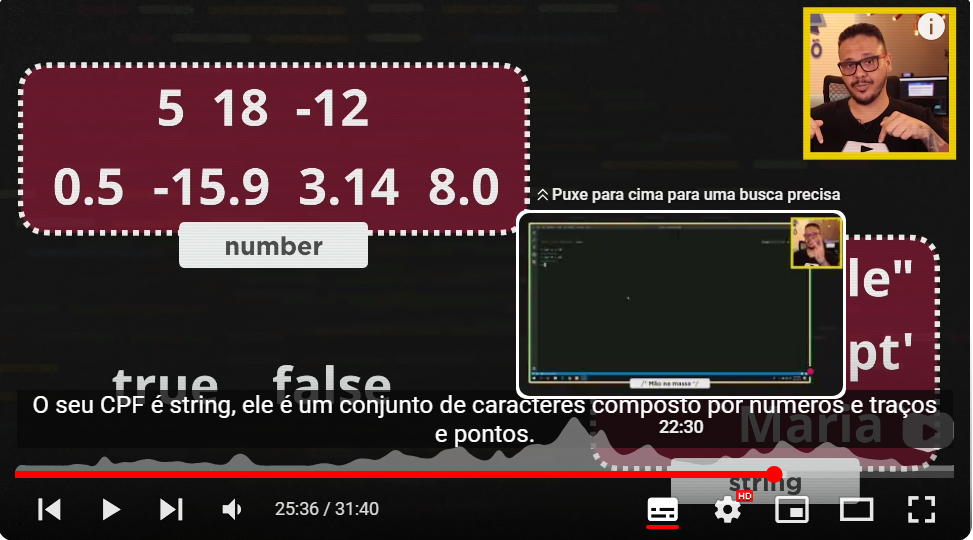 5 18 -12
0.5 -15.9 3.14 8.0
number
Puxe para cima para uma busca precisa
le"
pt'
/* Mão na massa */
true false
O seu CPF é string, ele é um conjunto de caracteres composto por números e traços
e pontos.
22:30
Maria
string
HD
25:36 / 31:40